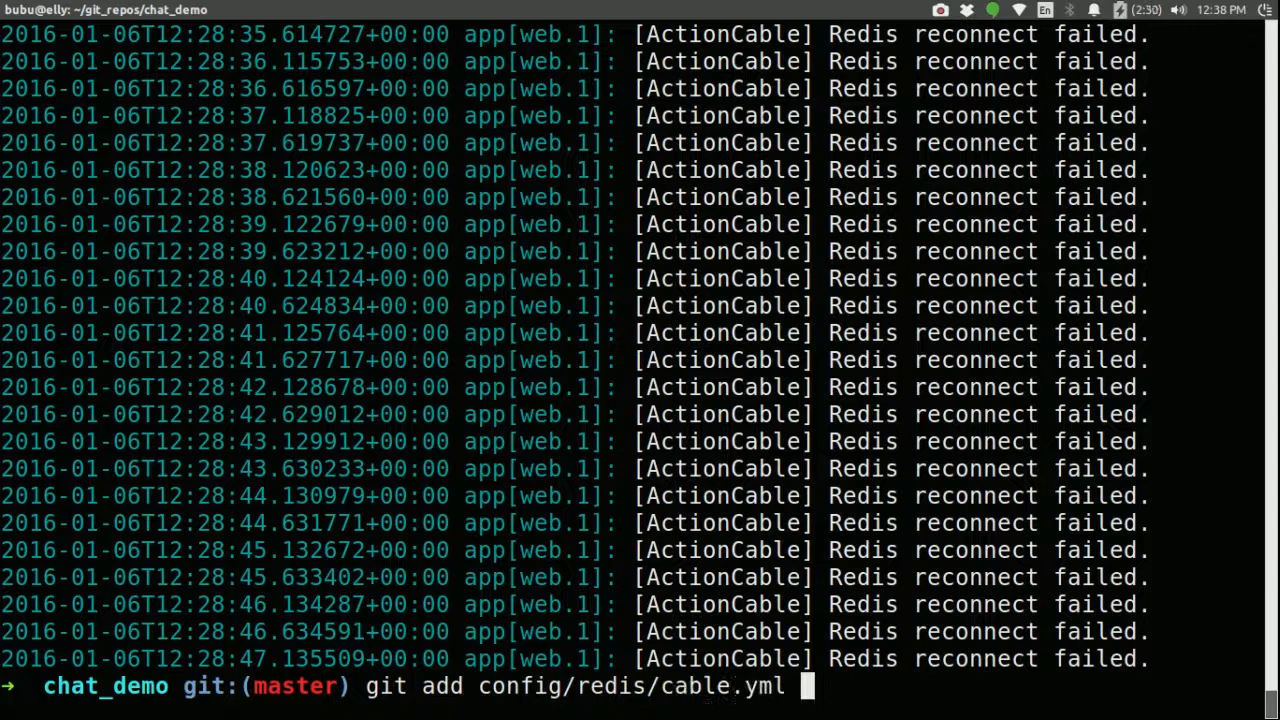 bubu@elly: ~/git_repos/chat_demo En (2:30) 12:38 PM
2016-01-06T12:28:35.614727+00:00 app[web.1]: [ActionCable] Redis reconnect failed.
2016-01-06T12:28:36.115753+00:00 app[web.1]: [ActionCable] Redis reconnect failed.
2016-01-06T12:28:36.616597+00:00 app[web.1]: [ActionCable] Redis reconnect failed.
2016-01-06T12:28:37.118825+00:00 app[web.1]: [ActionCable] Redis reconnect failed.
2016-01-06T12:28:37.619737+00:00 app[web.1]: [ActionCable] Redis reconnect failed.
2016-01-06T12:28:38.120623+00:00 app[web.1]: [ActionCable] Redis reconnect failed.
2016-01-06T12:28:38.621560+00:00 app[web.1]: [ActionCable] Redis reconnect failed.
2016-01-06T12:28:39.122679+00:00 app[web.1]: [ActionCable] Redis reconnect failed.
2016-01-06T12:28:39.623212+00:00 app[web.1]: [ActionCable] Redis reconnect failed.
2016-01-06T12:28:40.124124+00:00 app[web.1]: [ActionCable] Redis reconnect failed.
2016-01-06T12:28:40.624834+00:00 app[web.1]: [ActionCable] Redis reconnect failed.
2016-01-06T12:28:41.125764+00:00 app[web.1]: [ActionCable] Redis reconnect failed.
2016-01-06T12:28:41.627717+00:00 app[web.1]: [ActionCable] Redis reconnect failed.
2016-01-06T12:28:42.128678+00:00 app[web.1]: [ActionCable] Redis reconnect failed.
2016-01-06T12:28:42.629012+00:00 app[web.1]: [ActionCable] Redis reconnect failed.
2016-01-06T12:28:43.129912+00:00 app[web.1]: [ActionCable] Redis reconnect failed.
2016-01-06T12:28:43.630233+00:00 app[web.1]: [ActionCable] Redis reconnect failed.
2016-01-06T12:28:44.130979+00:00 app[web.1]: [ActionCable] Redis reconnect failed.
2016-01-06T12:28:44.631771+00:00 app[web.1]: [ActionCable] Redis reconnect failed.
2016-01-06T12:28:45.132672+00:00 app[web.1]: [ActionCable] Redis reconnect failed.
2016-01-06T12:28:45.633402+00:00 app[web.1]: [ActionCable] Redis reconnect failed.
2016-01-06T12:28:46.134287+00:00 app[web.1]: [ActionCable] Redis reconnect failed.
2016-01-06T12:28:46.634591+00:00 app[web.1]: [ActionCable] Redis reconnect failed.
2016-01-06T12:28:47.135509+00:00 app[web.1]: [ActionCable] Redis reconnect failed.
→ chat_demo git:(master) git add config/redis/cable.yml